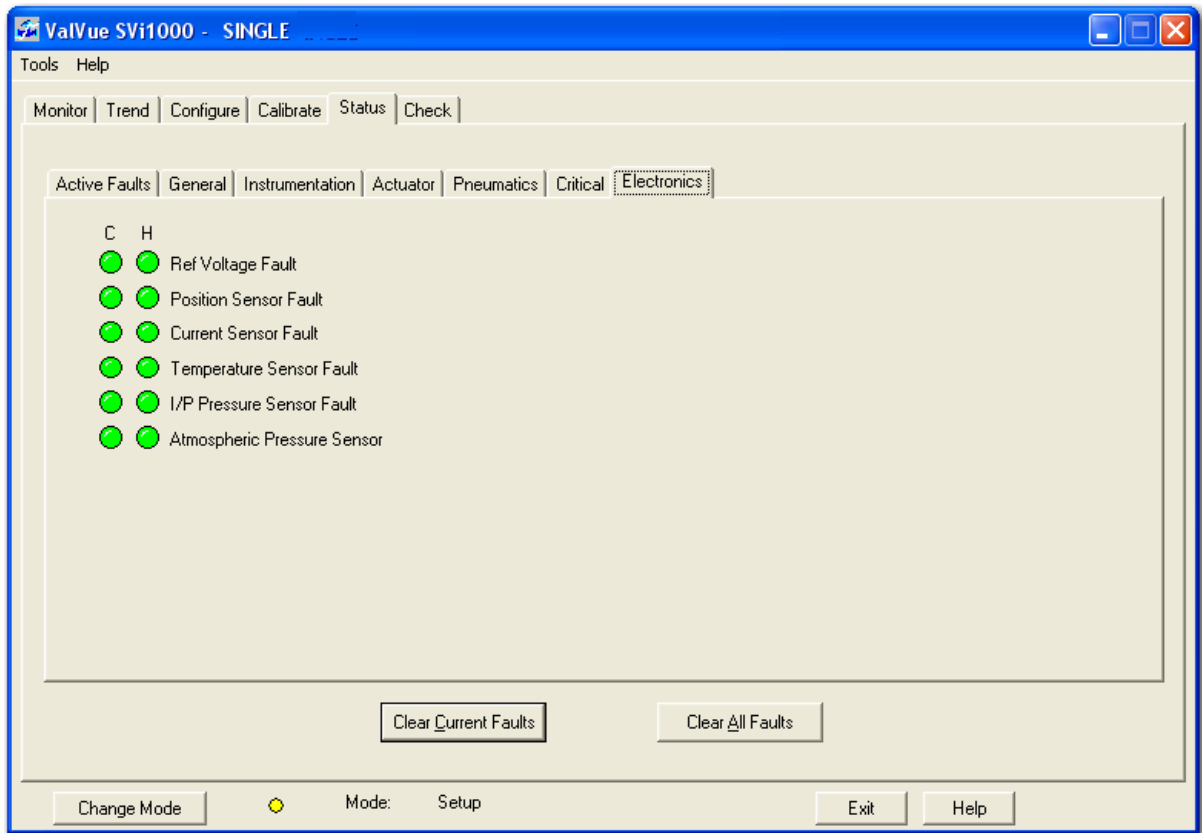 ValVue SVi1000 - SINGLE
Tools Help
Monitor Trend Configure Calibrate Status Check
Active Faults General Instrumentation Actuator Pneumatics Critical Electronics
C H
Ref Voltage Fault
Position Sensor Fault
Current Sensor Fault
Temperature Sensor Fault
I/P Pressure Sensor Fault
Atmospheric Pressure Sensor
Clear Current Faults Clear All Faults
Change Mode Mode: Setup Exit Help